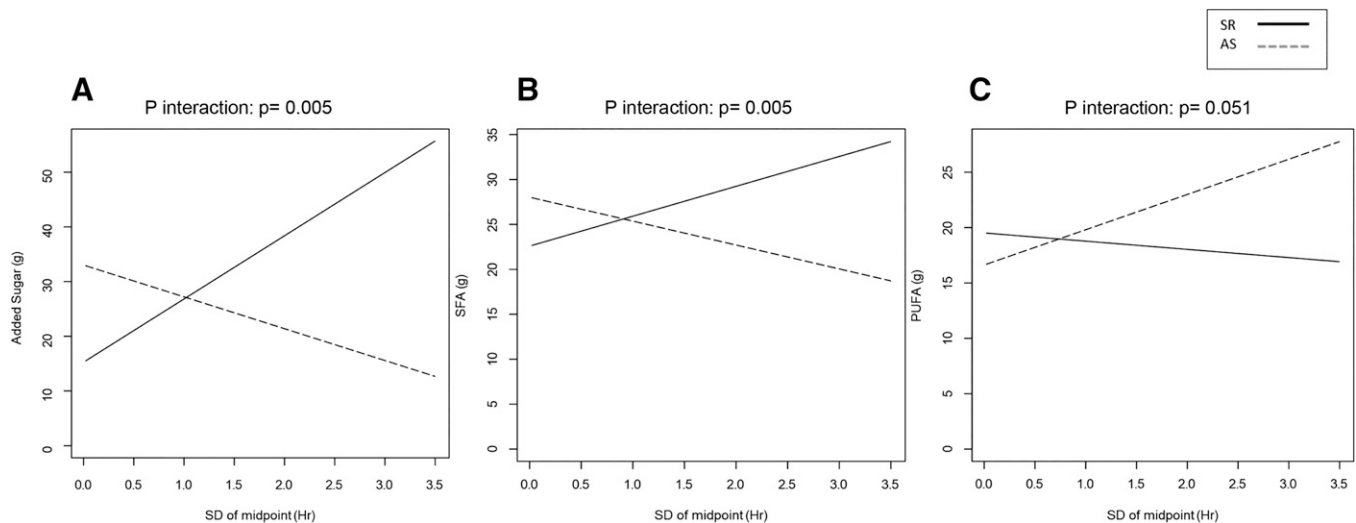 SR
AS
A
P interaction: p= 0.005
Added Sugar (g)
50
40
30
20
10
0
0.0 0.5 1.0 1.5 2.0 2.5 3.0 3.5
SD of midpoint (Hr)
B
P interaction: p= 0.005
SFA (g)
35
30
25
20
15
10
5
0
0.0 0.5 1.0 1.5 2.0 2.5 3.0 3.5
SD of midpoint (Hr)
C
P interaction: p= 0.051
PUFA (g)
25
20
15
10
5
0
0.0 0.5 1.0 1.5 2.0 2.5 3.0 3.5
SD of midpoint (Hr)